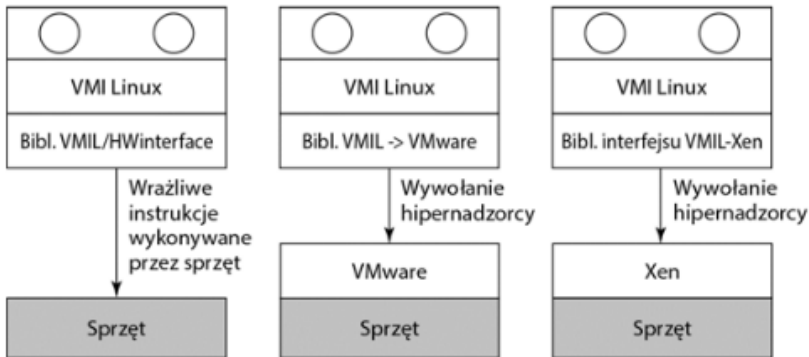 VMI Linux
Bibl. VMIL/HWinterface
Wrażliwe
instrukcje
wykonywane
przez sprzęt
Sprzęt
VMI Linux
Bibl. VMIL -> VMware
Wywołanie
hipernadzorcy
VMware
Sprzęt
VMI Linux
Bibl. interfejsu VMIL-Xen
Wywołanie
hipernadzorcy
Xen
Sprzęt